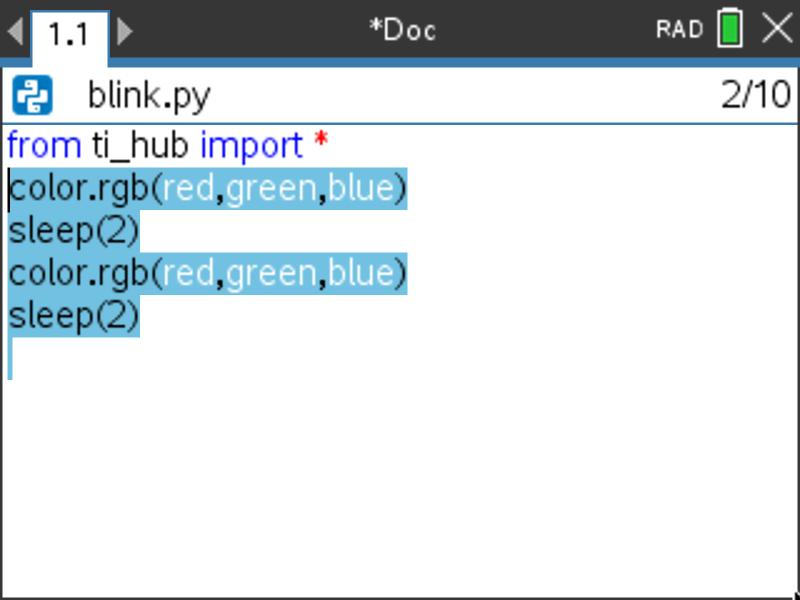 1.1 *Doc RAD
blink.py 2/10
from ti_hub import *
color.rgb(red,green,blue)
sleep(2)
color.rgb(red,green,blue)
sleep(2)